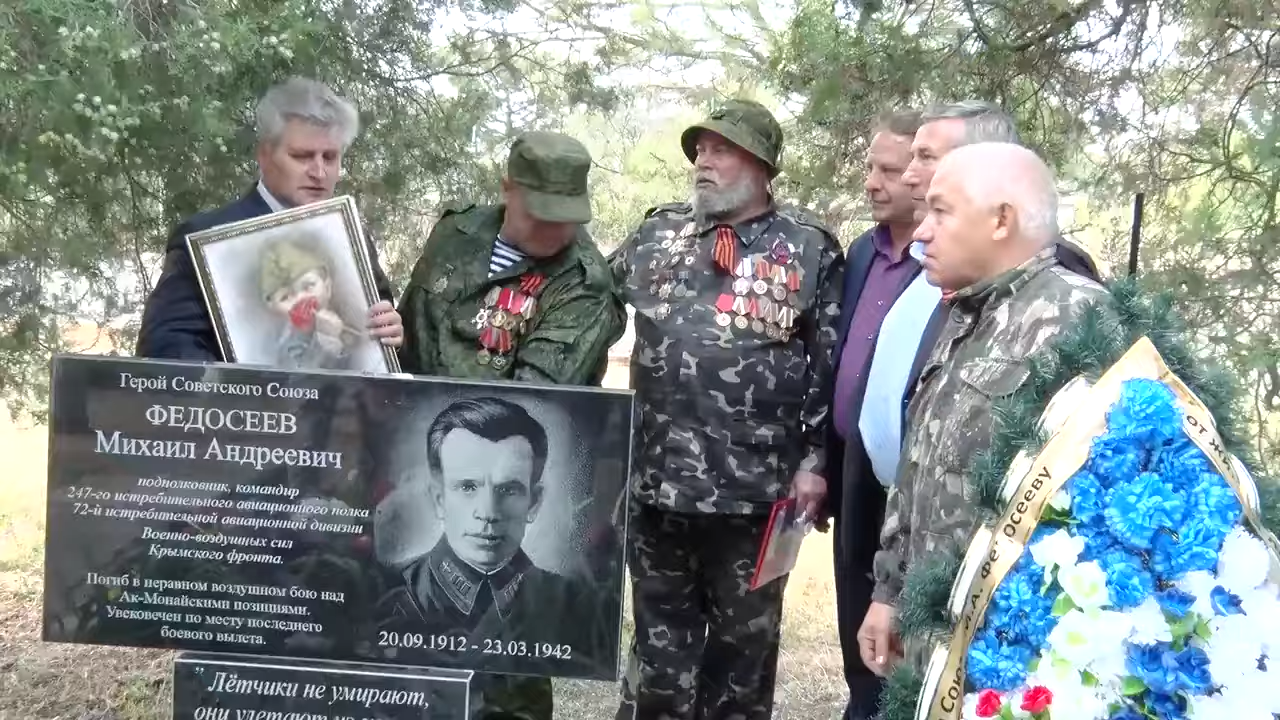 Герой Советского Союза
ФЕДОСЕЕВ
Михаил Андреевич
подполковник, командир
247-го истребительного авиационного полка
72-й истребительной авиационной дивизии
Военно-воздушных сил
Крымского фронта.
Погиб в неравном воздушном бою над
Ак-Монайскими позициями.
Увековечен по месту последнего
боевого вылета.
20.09.1912 - 23.03.1942
" Лётчики не умирают,
они улетают